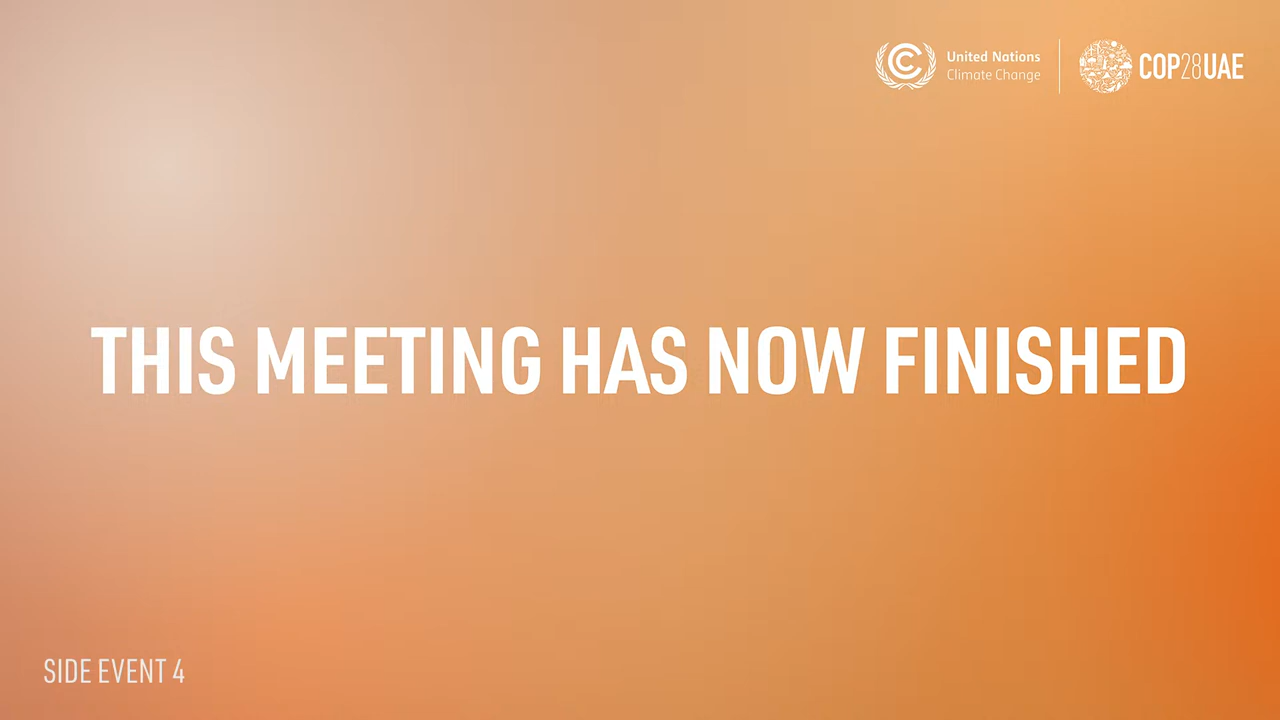 United Nations
Climate Change
COP28UAE
THIS MEETING HAS NOW FINISHED
SIDE EVENT 4